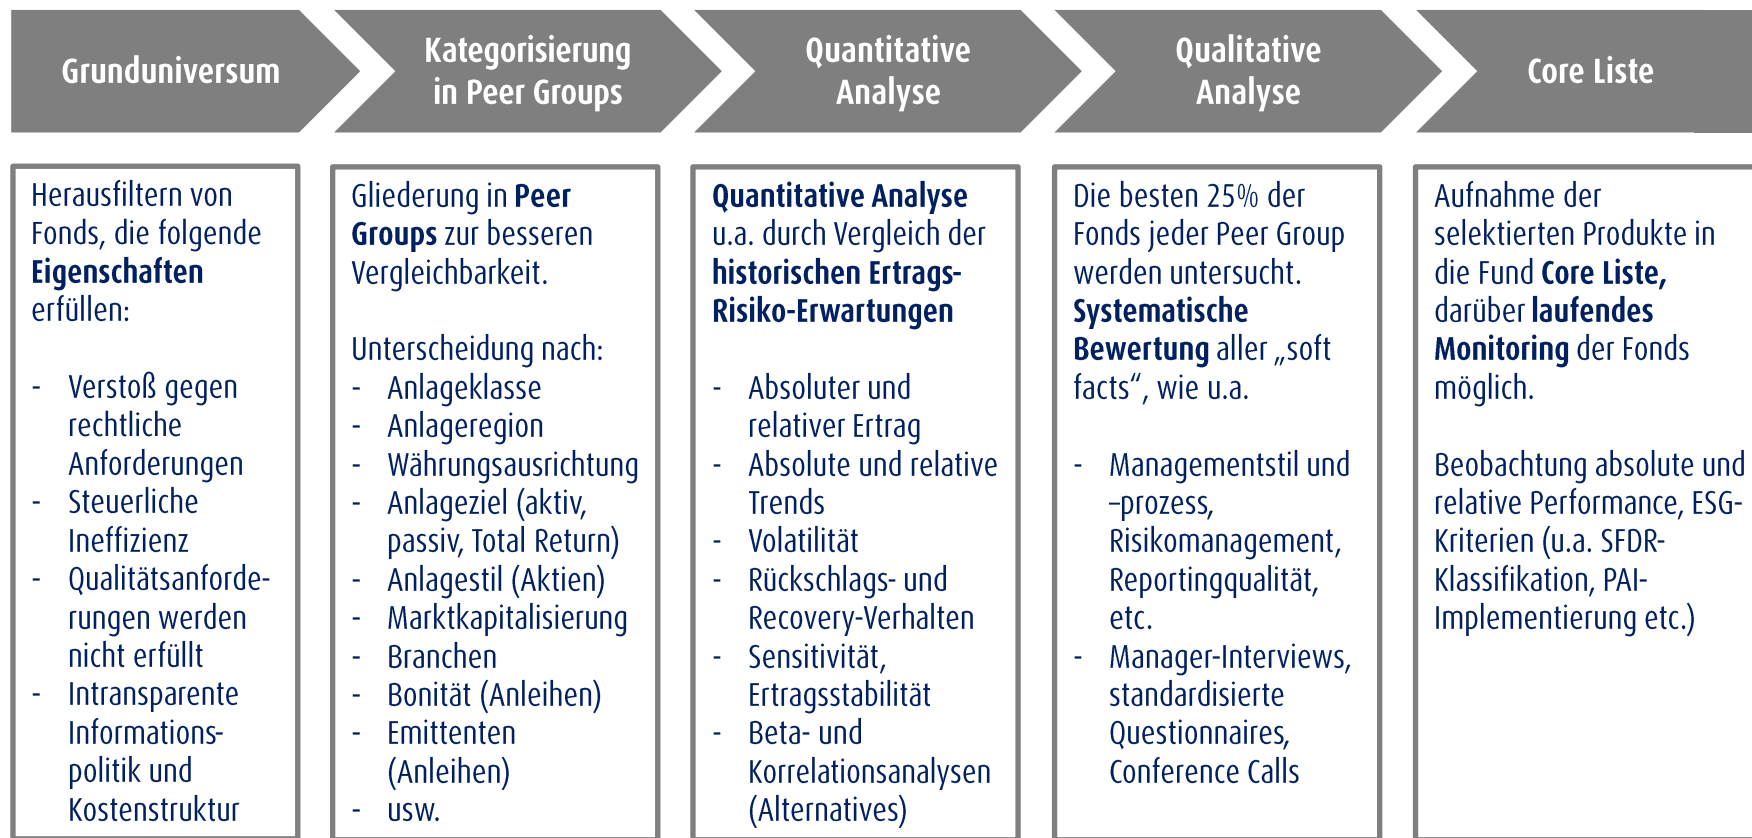 Grunduniversum
Kategorisierung
in Peer Groups
Quantitative
Analyse
Qualitative
Analyse
Core Liste
Herausfiltern von
Fonds, die folgende
Eigenschaften
erfüllen:
- Verstoß gegen
rechtliche
Anforderungen
- Steuerliche
Ineffizienz
- Qualitätsanforde-
rungen werden
nicht erfüllt
- Intransparente
Informations-
politik und
Kostenstruktur
Gliederung in Peer
Groups zur besseren
Vergleichbarkeit.
Unterscheidung nach:
- Anlageklasse
- Anlageregion
- Währungsausrichtung
- Anlageziel (aktiv,
passiv, Total Return)
- Anlagestil (Aktien)
- Marktkapitalisierung
- Branchen
- Bonität (Anleihen)
- Emittenten
(Anleihen)
- usw.
Quantitative Analyse
u.a. durch Vergleich der
historischen Ertrags-
Risiko-Erwartungen
- Absoluter und
relativer Ertrag
- Absolute und relative
Trends
- Volatilität
- Rückschlags- und
Recovery-Verhalten
- Sensitivität,
Ertragsstabilität
- Beta- und
Korrelationsanalysen
(Alternatives)
Die besten 25% der
Fonds jeder Peer Group
werden untersucht.
Systematische
Bewertung aller „soft
facts“, wie u.a.
- Managementstil und
–prozess,
Risikomanagement,
Reportingqualität,
etc.
- Manager-Interviews,
standardisierte
Questionnaires,
Conference Calls
Aufnahme der
selektierten Produkte in
die Fund Core Liste,
darüber laufendes
Monitoring der Fonds
möglich.
Beobachtung absolute und
relative Performance, ESG-
Kriterien (u.a. SFDR-
Klassifikation, PAI-
Implementierung etc.)